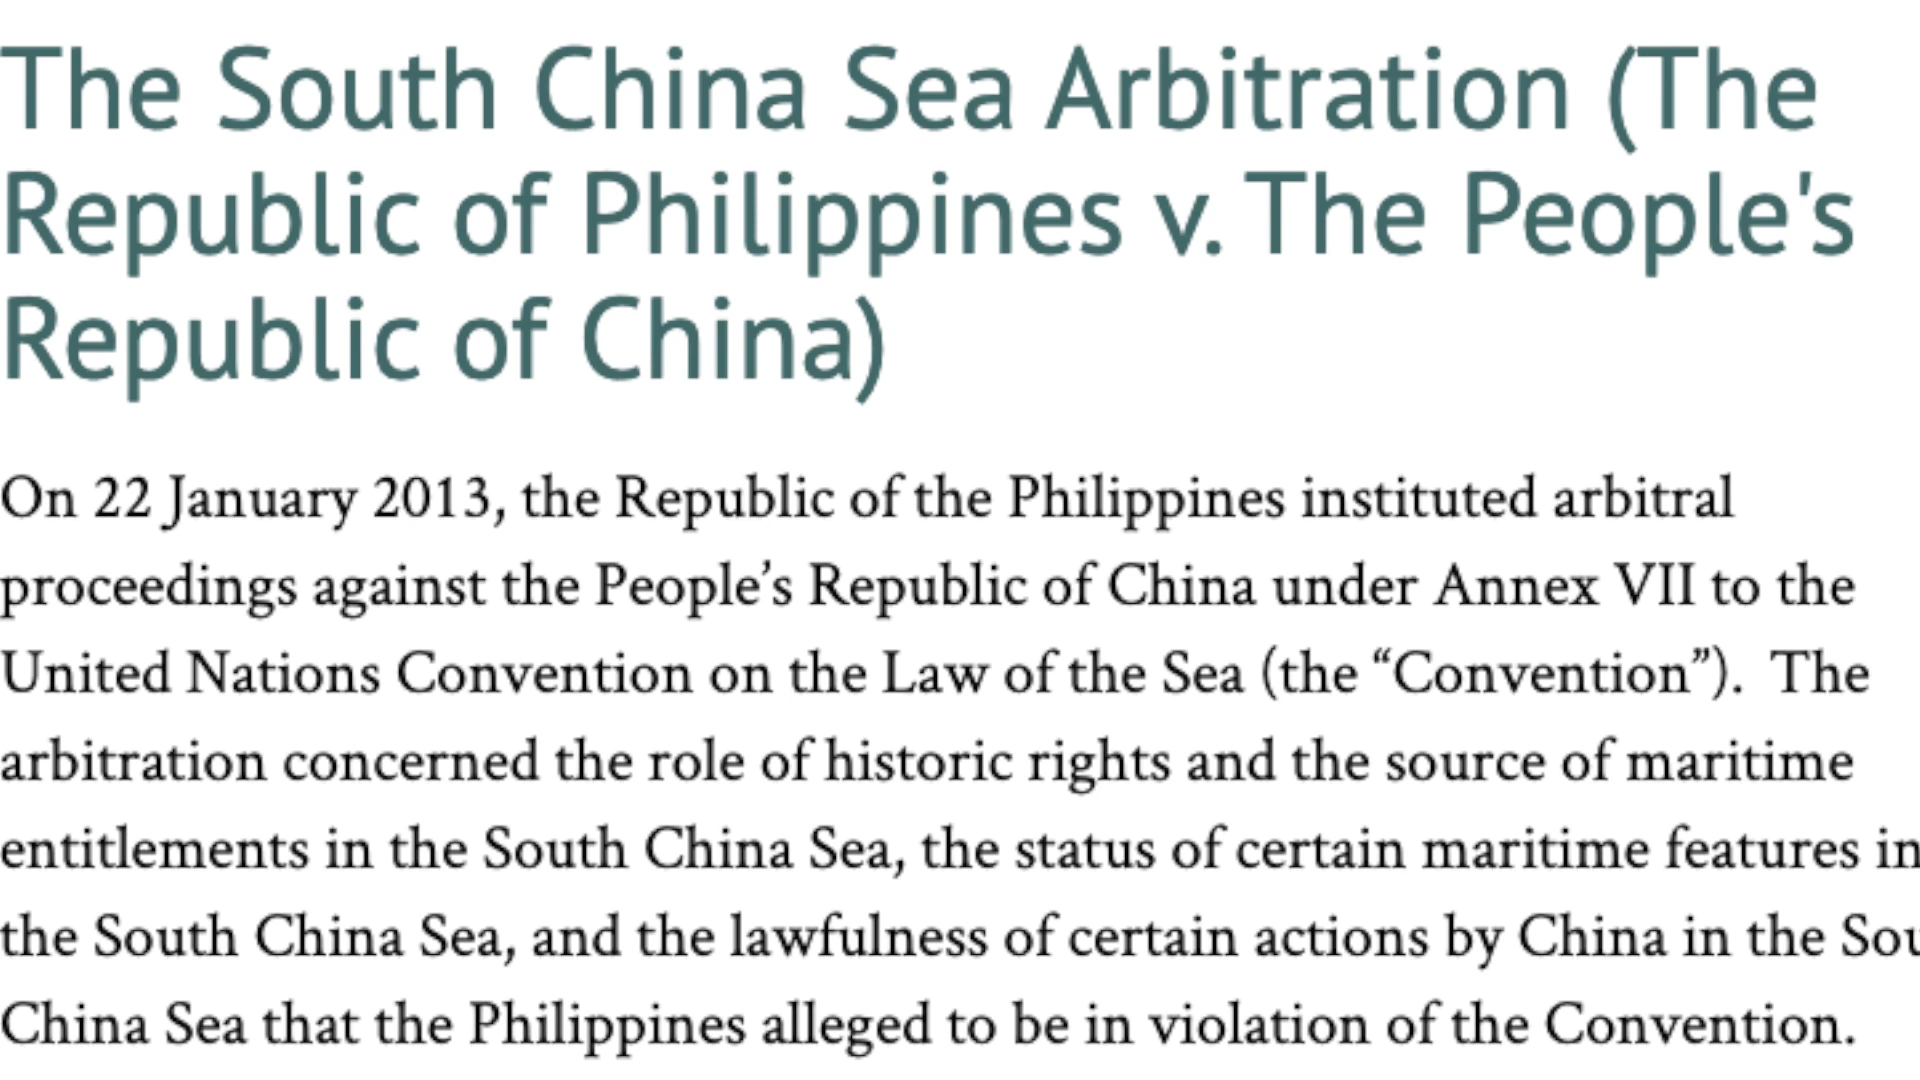 The South China Sea Arbitration (The
Republic of Philippines v. The People's
Republic of China)
On 22 January 2013, the Republic of the Philippines instituted arbitral
proceedings against the People’s Republic of China under Annex VII to the
United Nations Convention on the Law of the Sea (the “Convention”).  The
arbitration concerned the role of historic rights and the source of maritime
entitlements in the South China Sea, the status of certain maritime features in
the South China Sea, and the lawfulness of certain actions by China in the Sou
China Sea that the Philippines alleged to be in violation of the Convention.